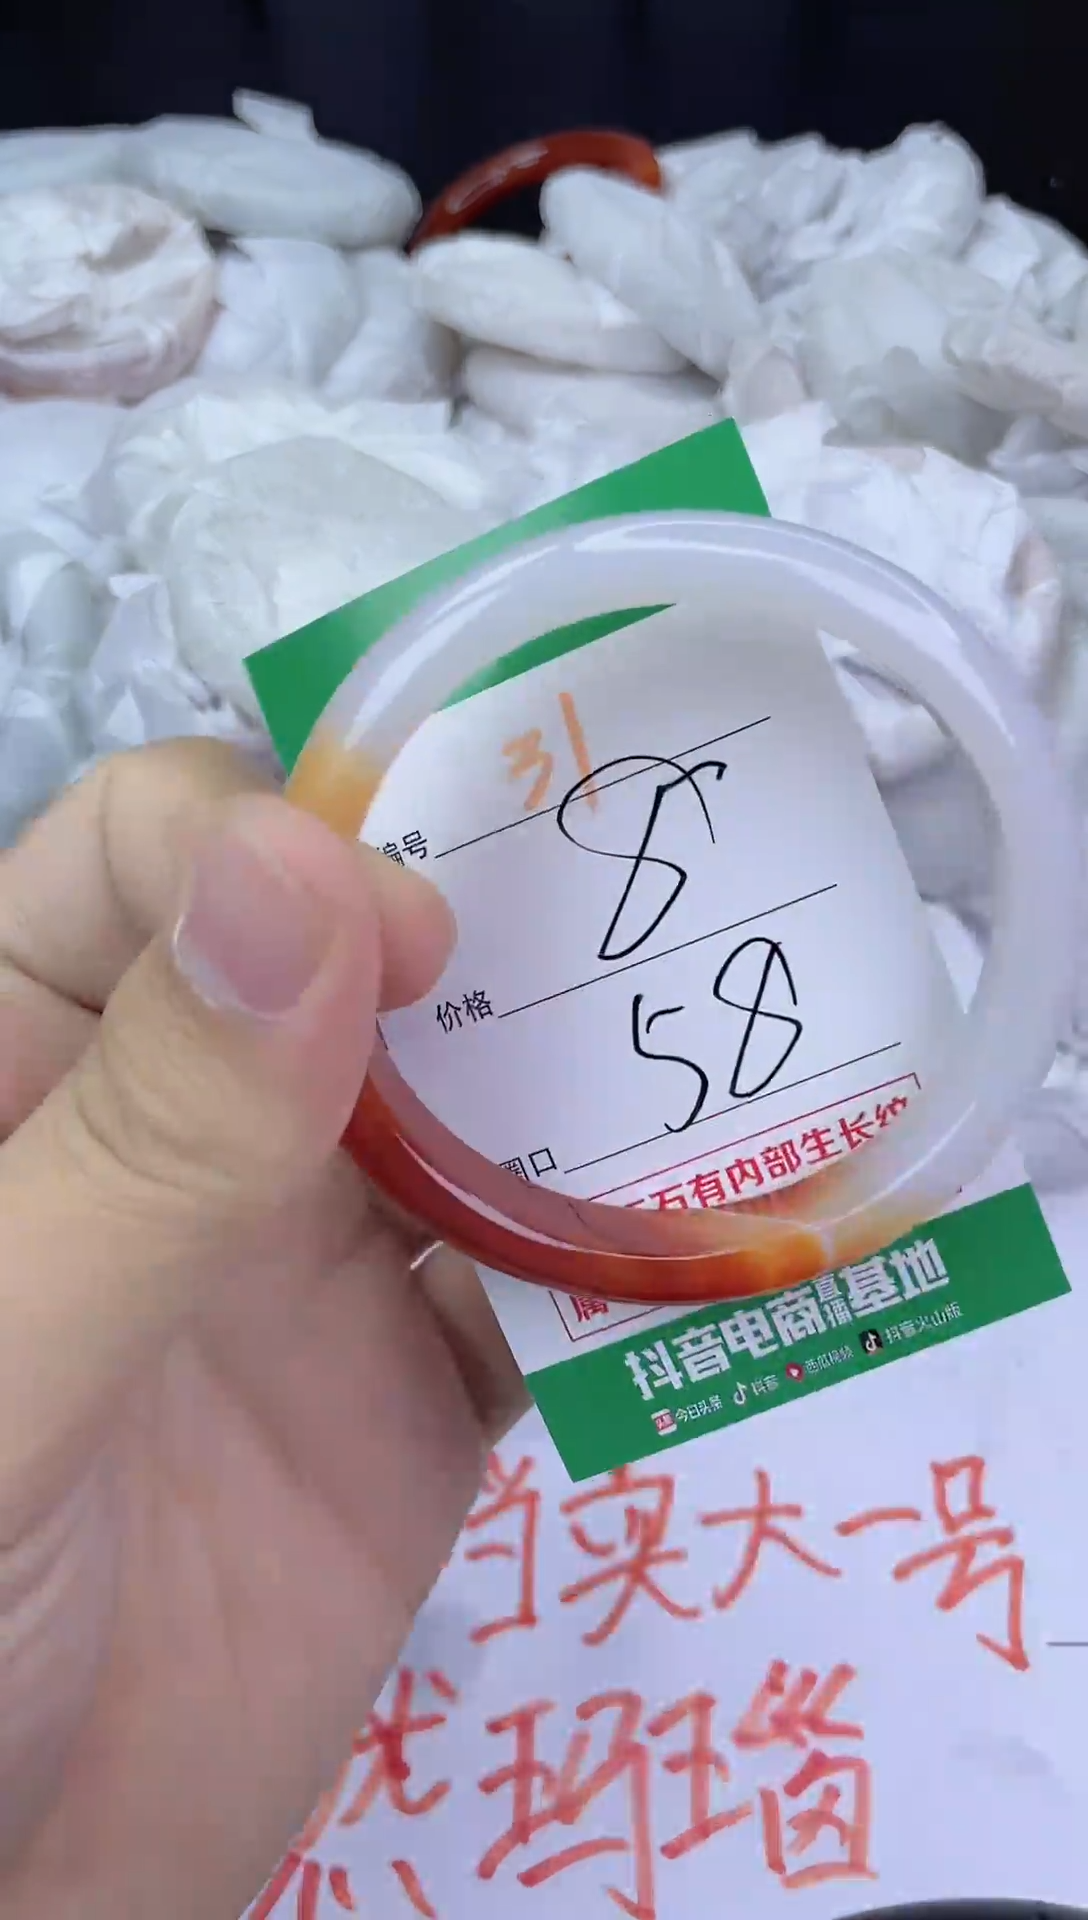 31
编号
8
价格
58
圈口
有内部生长纹
属
抖音电商直播基地
今日头条 抖音 西瓜视频 抖音火山版
当实大一号
然玛瑙